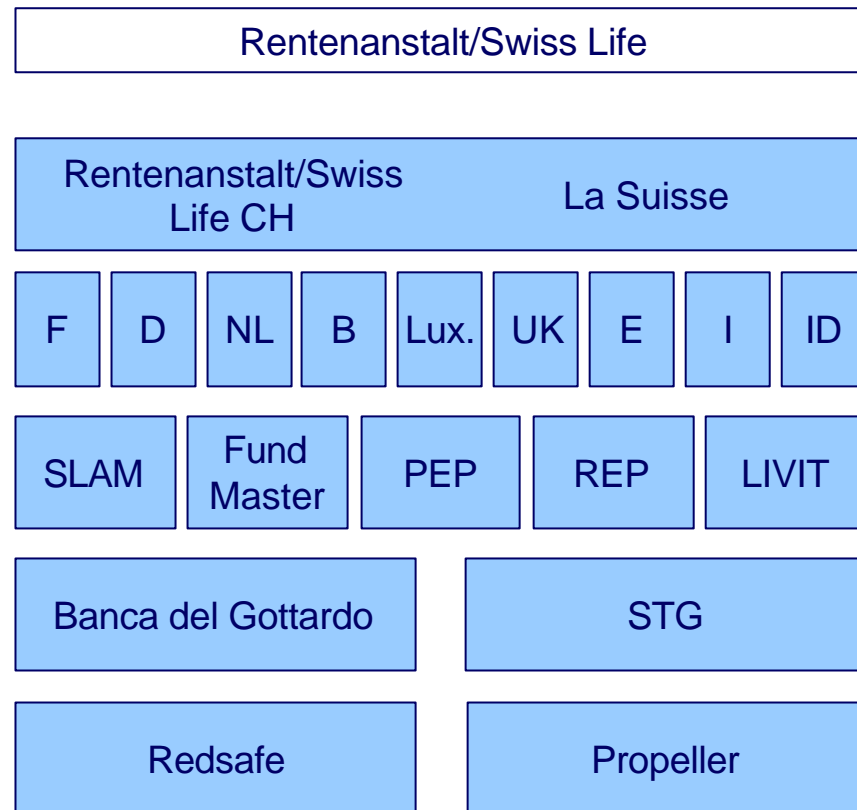 Rentenanstalt/Swiss Life
Rentenanstalt/Swiss
Life CH
La Suisse
F D NL B Lux. UK E I ID
SLAM
Fund
Master
PEP
REP
LIVIT
Banca del Gottardo
STG
Redsafe
Propeller